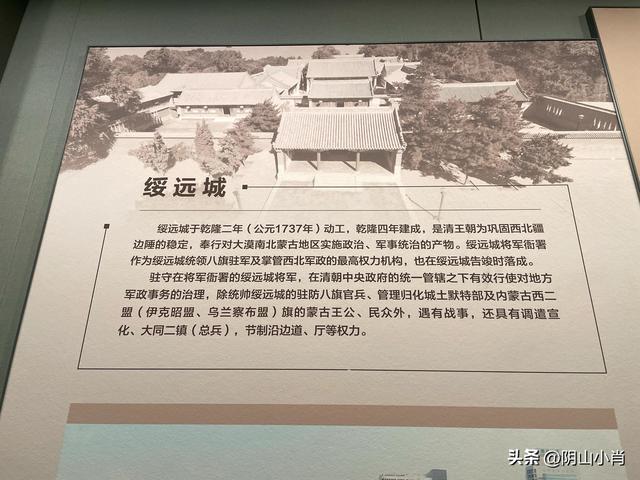 绥远城
绥远城于乾隆二年（公元1737年）动工，乾隆四年建成，是清王朝为巩固西北疆
边陲的稳定，奉行对大漠南北蒙古地区实施政治、军事统治的产物。绥远城将军衙署
作为绥远城统领八旗驻军及掌管西北军政的最高权力机构，也在绥远城告竣时落成。
驻守在将军衙署的绥远城将军，在清朝中央政府的统一管辖之下有效行使对地方
军政事务的治理，除统帅绥远城的驻防八旗官兵、管理归化城土默特部及内蒙古西二
盟（伊克昭盟、乌兰察布盟）旗的蒙古王公、民众外，遇有战事，还具有调遣宣
化、大同二镇（总兵），节制沿边道、厅等权力。
头条 @阴山小肖